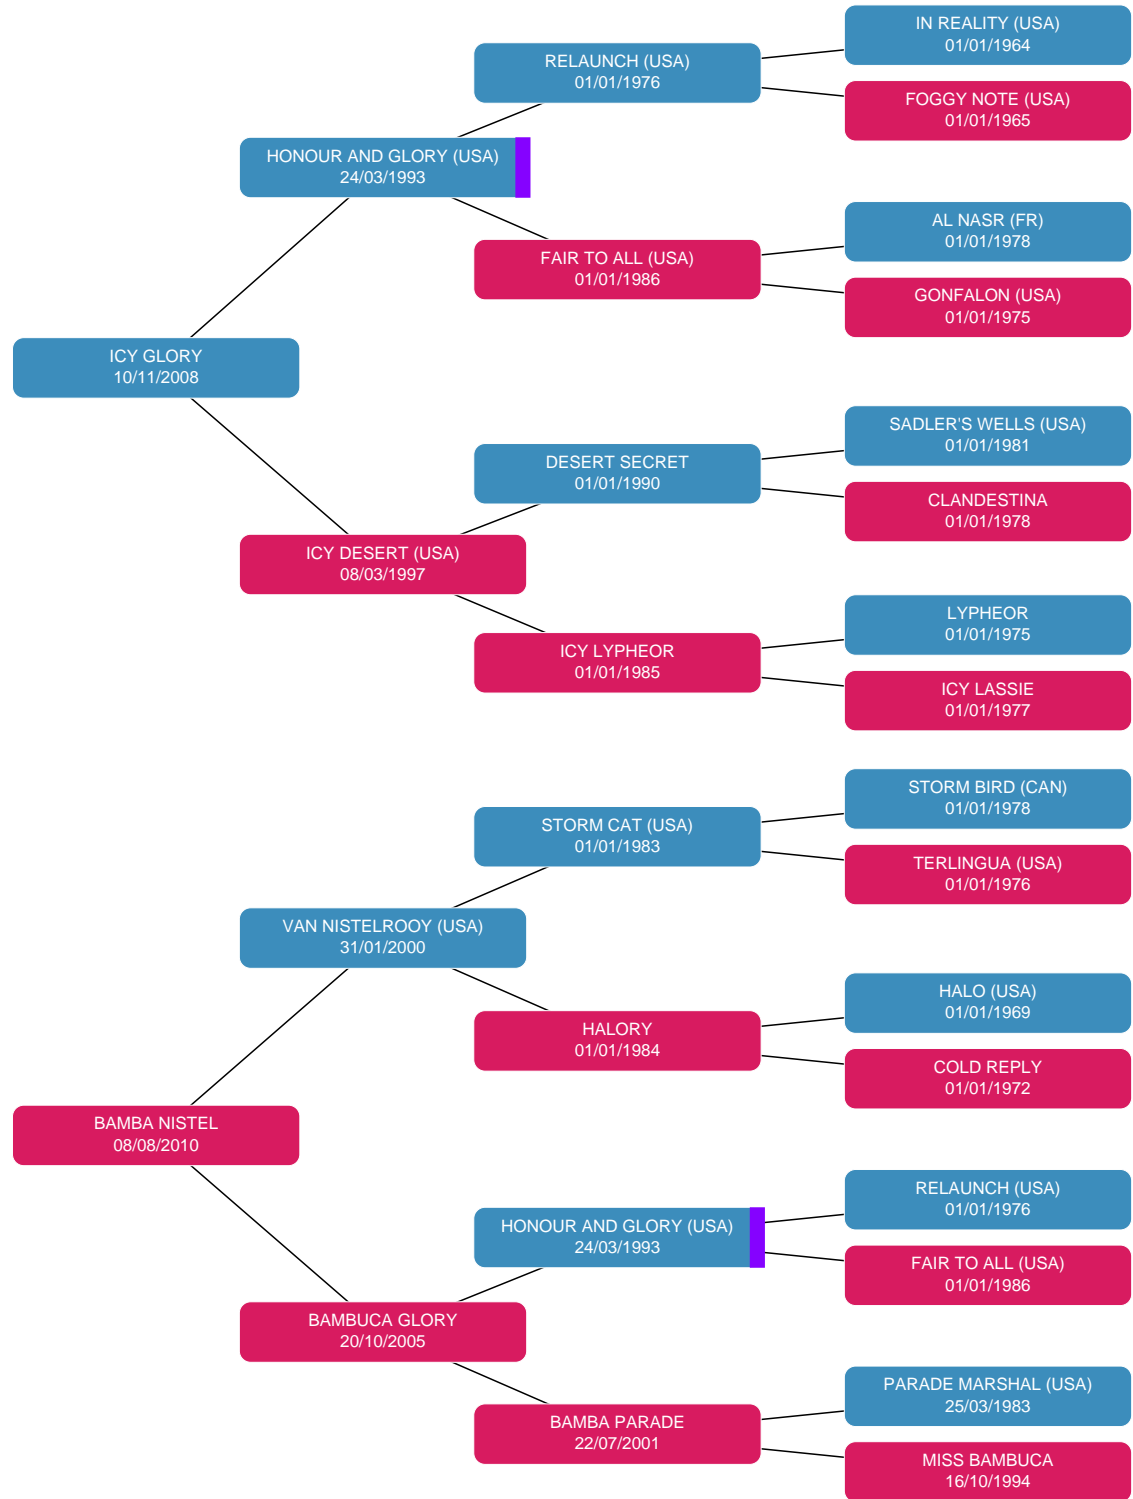 IN REALITY (USA)
01/01/1964
RELAUNCH (USA)
01/01/1976
FOGGY NOTE (USA)
01/01/1965
HONOUR AND GLORY (USA)
24/03/1993
AL NASR (FR)
01/01/1978
FAIR TO ALL (USA)
01/01/1986
GONFALON (USA)
01/01/1975
ICY GLORY
10/11/2008
SADLER'S WELLS (USA)
01/01/1981
DESERT SECRET
01/01/1990
CLANDESTINA
01/01/1978
ICY DESERT (USA)
08/03/1997
LYPHEOR
01/01/1975
ICY LYPHEOR
01/01/1985
ICY LASSIE
01/01/1977
STORM BIRD (CAN)
01/01/1978
STORM CAT (USA)
01/01/1983
TERLINGUA (USA)
01/01/1976
VAN NISTELROOY (USA)
31/01/2000
HALO (USA)
01/01/1969
HALORY
01/01/1984
COLD REPLY
01/01/1972
BAMBA NISTEL
08/08/2010
RELAUNCH (USA)
01/01/1976
HONOUR AND GLORY (USA)
24/03/1993
FAIR TO ALL (USA)
01/01/1986
BAMBUCA GLORY
20/10/2005
PARADE MARSHAL (USA)
25/03/1983
BAMBA PARADE
22/07/2001
MISS BAMBUCA
16/10/1994